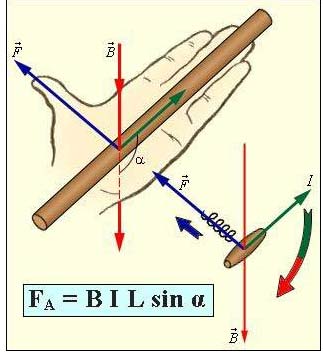 F⃗
B⃗
α
F⃗
I
B⃗
F_A = B I L sin α